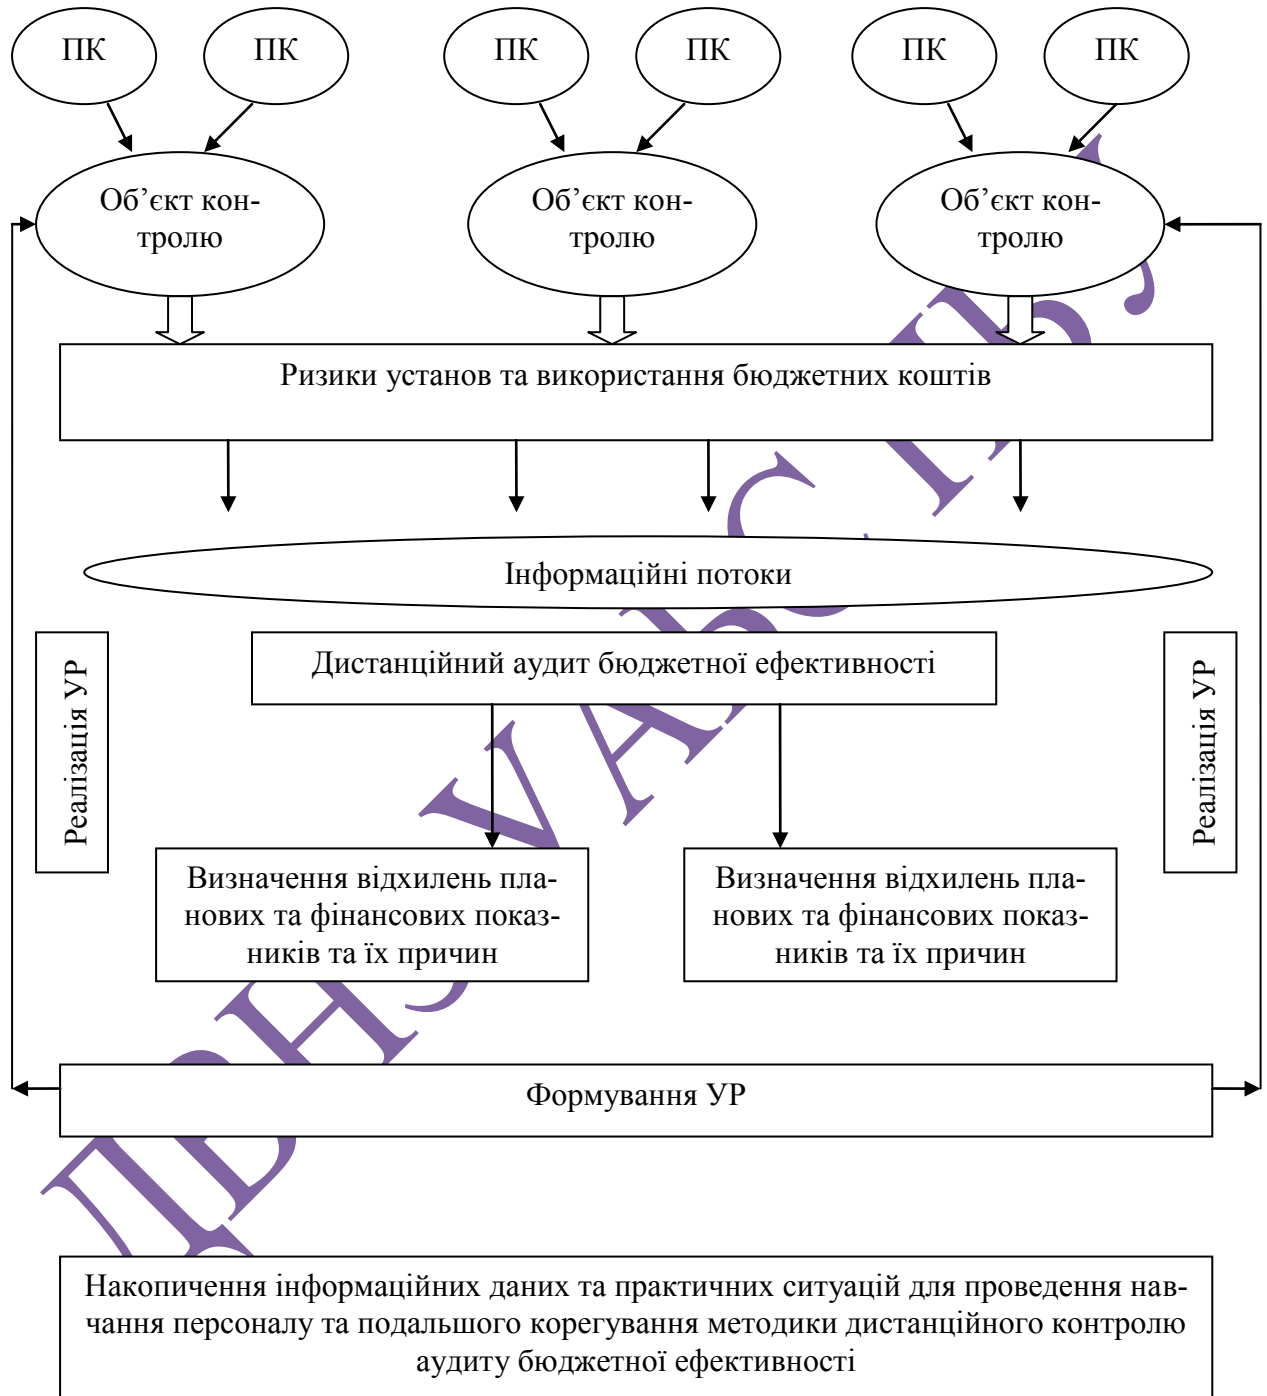 ПК ПК ПК ПК ПК ПК
Об’єкт кон-
тролю
Об’єкт кон-
тролю
Об’єкт кон-
тролю
Ризики установ та використання бюджетних коштів
Інформаційні потоки
Дистанційний аудит бюджетної ефективності
Реалізація УР
Реалізація УР
Визначення відхилень пла-
нових та фінансових показ-
ників та їх причин
Визначення відхилень пла-
нових та фінансових показ-
ників та їх причин
Формування УР
Накопичення інформаційних даних та практичних ситуацій для проведення нав-
чання персоналу та подальшого корегування методики дистанційного контролю
аудиту бюджетної ефективності